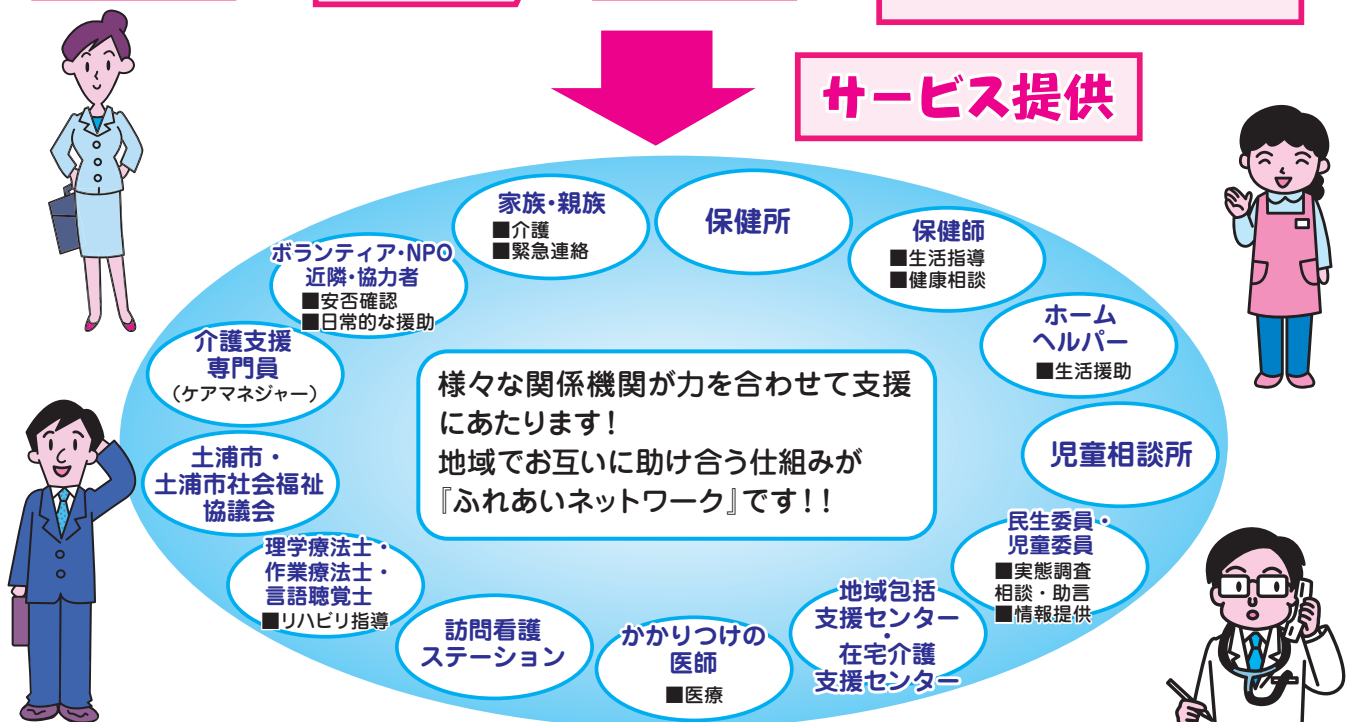 サービス提供
家族・親族
■介護
■緊急連絡
保健所
保健師
■生活指導
■健康相談
ボランティア・NPO
近隣・協力者
■安否確認
■日常的な援助
ホーム
ヘルパー
■生活援助
介護支援
専門員
（ケアマネジャー）
様々な関係機関が力を合わせて支援
にあたります！
地域でお互いに助け合う仕組みが
『ふれあいネットワーク』です！！
児童相談所
土浦市・
土浦市社会福祉
協議会
民生委員・
児童委員
■実態調査
相談・助言
■情報提供
理学療法士・
作業療法士・
言語聴覚士
■リハビリ指導
地域包括
支援センター
・
在宅介護
支援センター
訪問看護
ステーション
かかりつけの
医師
■医療